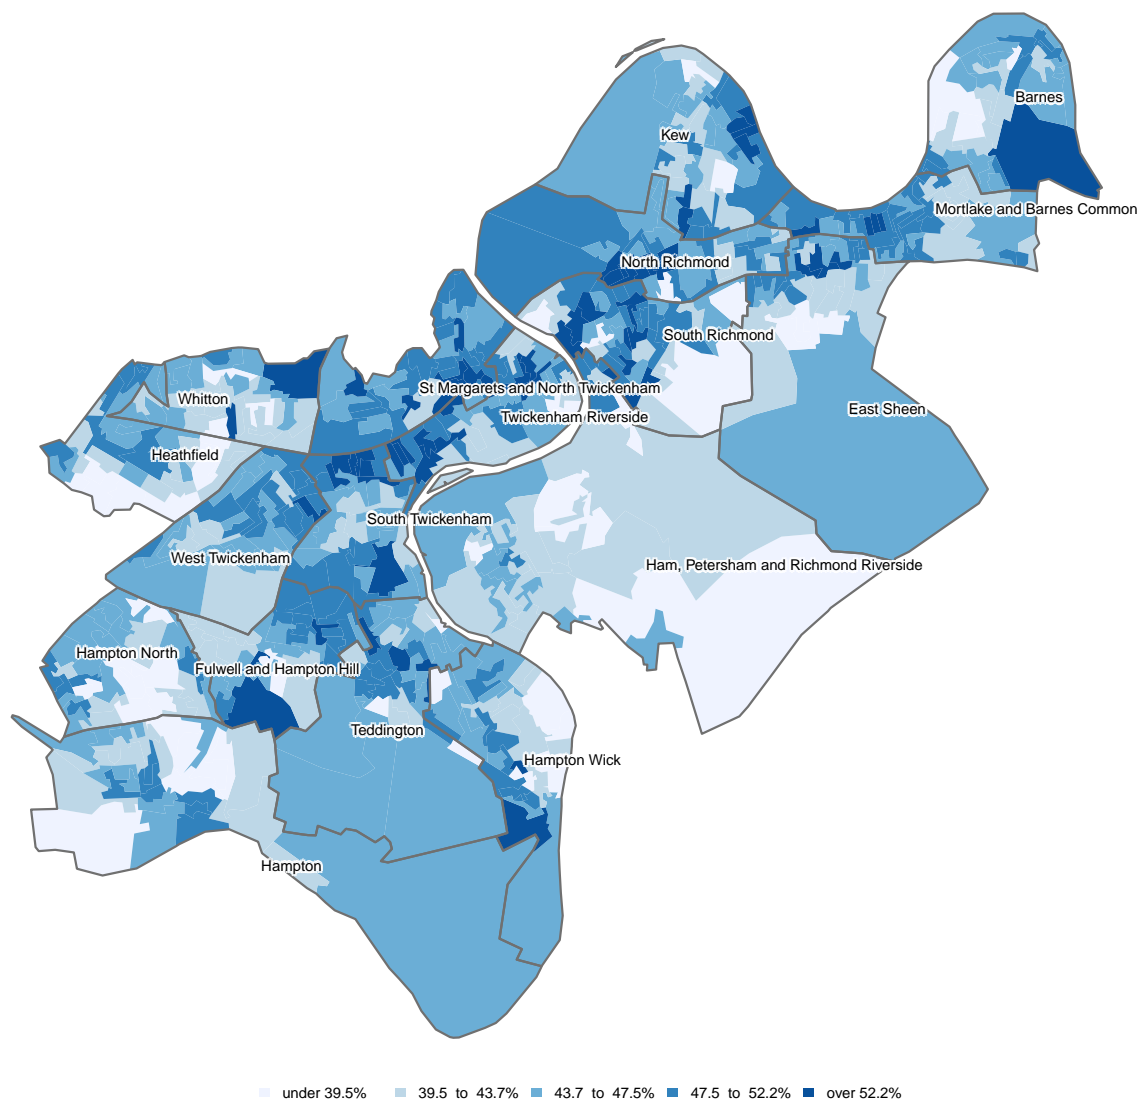 Barnes
Kew
Mortlake and Barnes Common
North Richmond
South Richmond
St Margarets and North Twickenham
Whitton
East Sheen
Twickenham Riverside
Heathfield
South Twickenham
West Twickenham
Ham, Petersham and Richmond Riverside
Hampton North
Fulwell and Hampton Hill
Teddington
Hampton Wick
Hampton
under 39.5% 39.5 to 43.7% 43.7 to 47.5% 47.5 to 52.2% over 52.2%